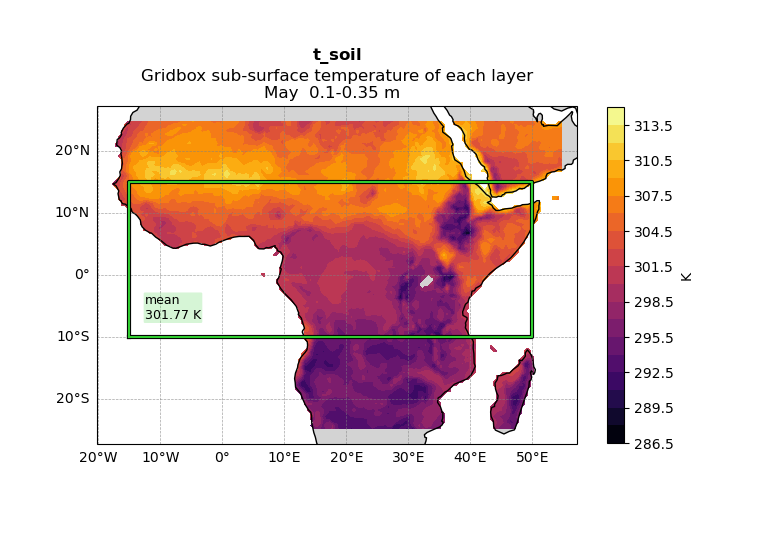 t_soil
Gridbox sub-surface temperature of each layer
May  0.1-0.35 m
20°N
10°N
0°
10°S
20°S
mean
301.77 K
20°W
10°W
0°
10°E
20°E
30°E
40°E
50°E
313.5
310.5
307.5
304.5
301.5
298.5
295.5
292.5
289.5
286.5
K